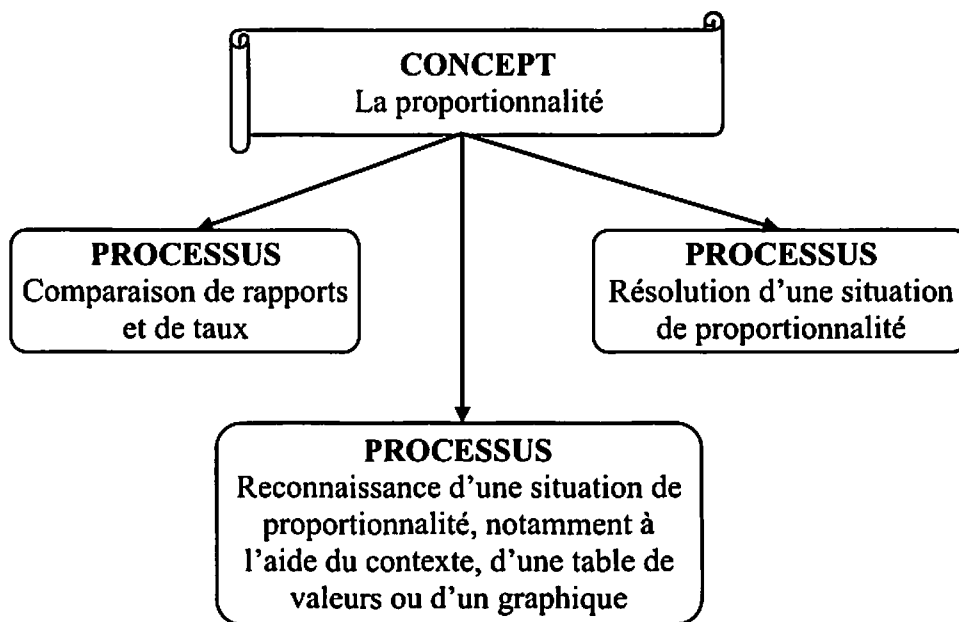 CONCEPT
La proportionnalité
PROCESSUS
Comparaison de rapports
et de taux
PROCESSUS
Résolution d'une situation
de proportionnalité
PROCESSUS
Reconnaissance d'une situation de
proportionnalité, notamment à
l'aide du contexte, d'une table de
valeurs ou d'un graphique